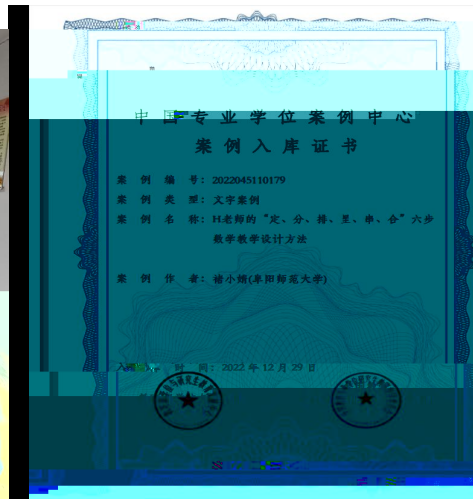 中国专业学位案例中心
案例入库证书
案例编号：2022045110179
案例类型：文字案例
案例名称：H老师的“定、分、排、呈、串、合”六步
数学教学设计方法
案例作者：褚小婧(阜阳师范大学)
时间：2022年12月29日